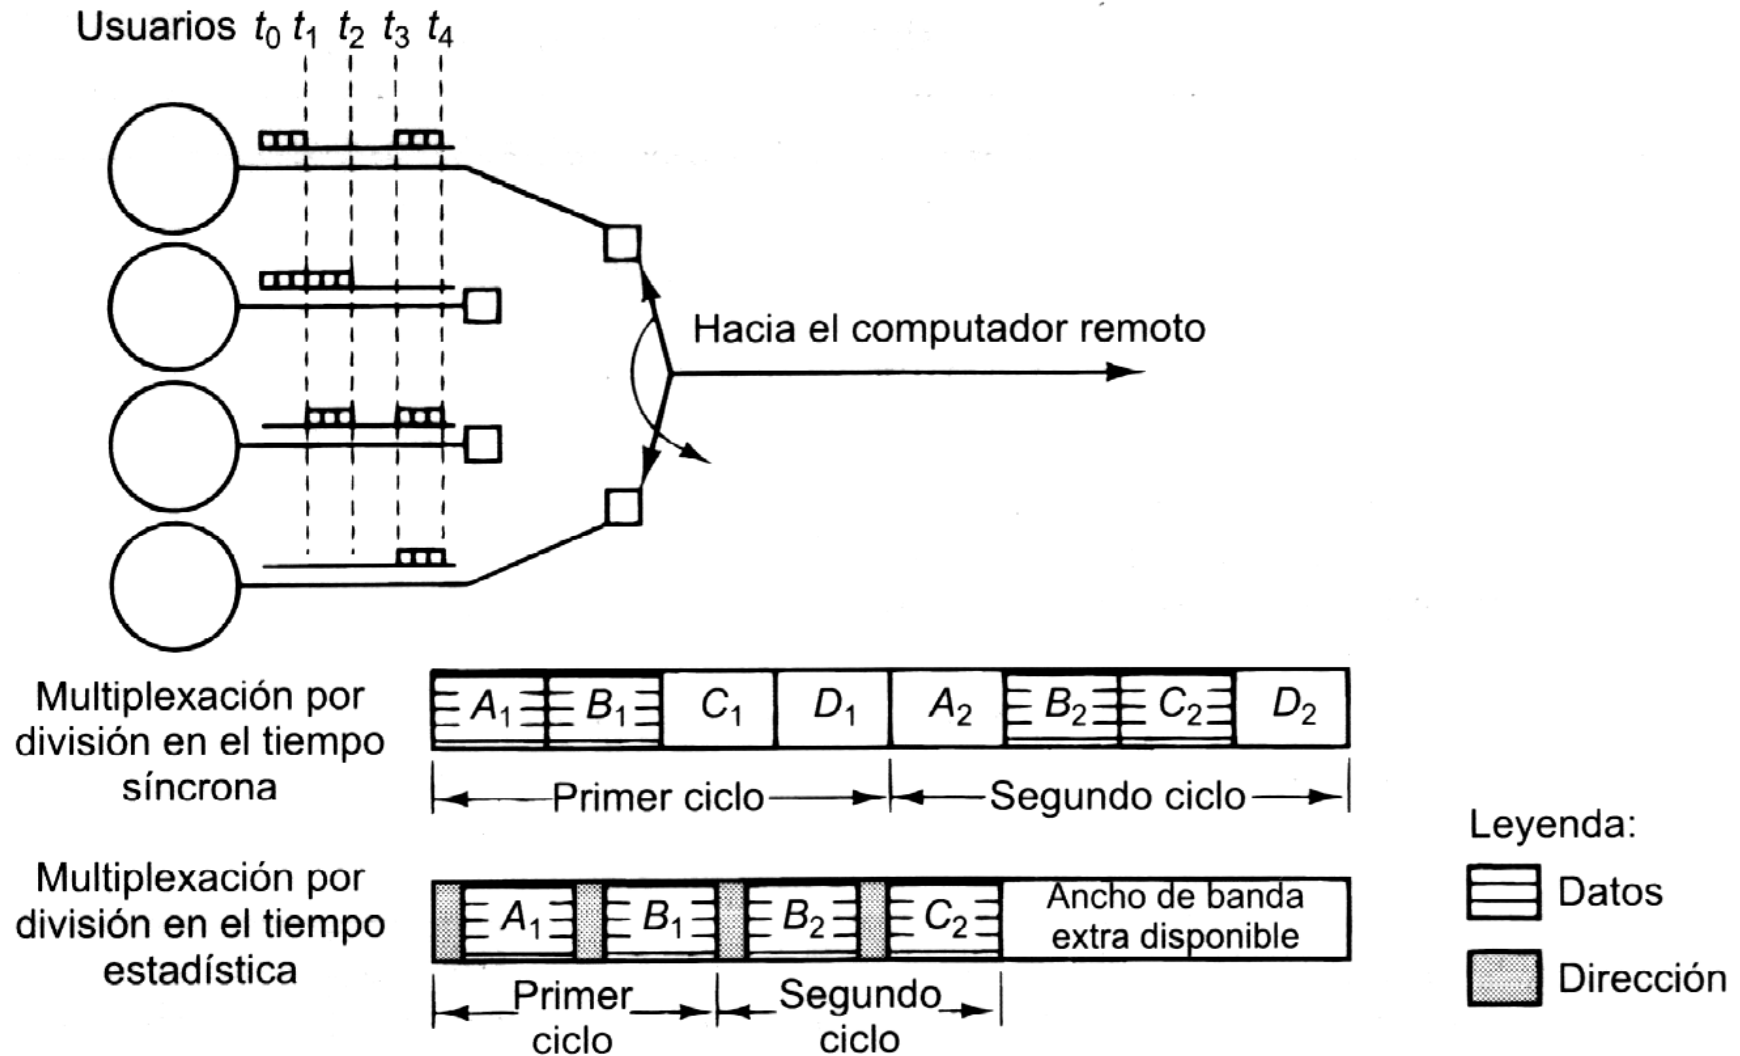 Usuarios t0 t1 t2 t3 t4
Hacia el computador remoto
Multiplexación por
división en el tiempo
síncrona
A1 B1 C1 D1 A2 B2 C2 D2
Primer ciclo Segundo ciclo
Multiplexación por
división en el tiempo
estadística
A1 B1 B2 C2
Ancho de banda
extra disponible
Primer
ciclo
Segundo
ciclo
Leyenda:
Datos
Dirección